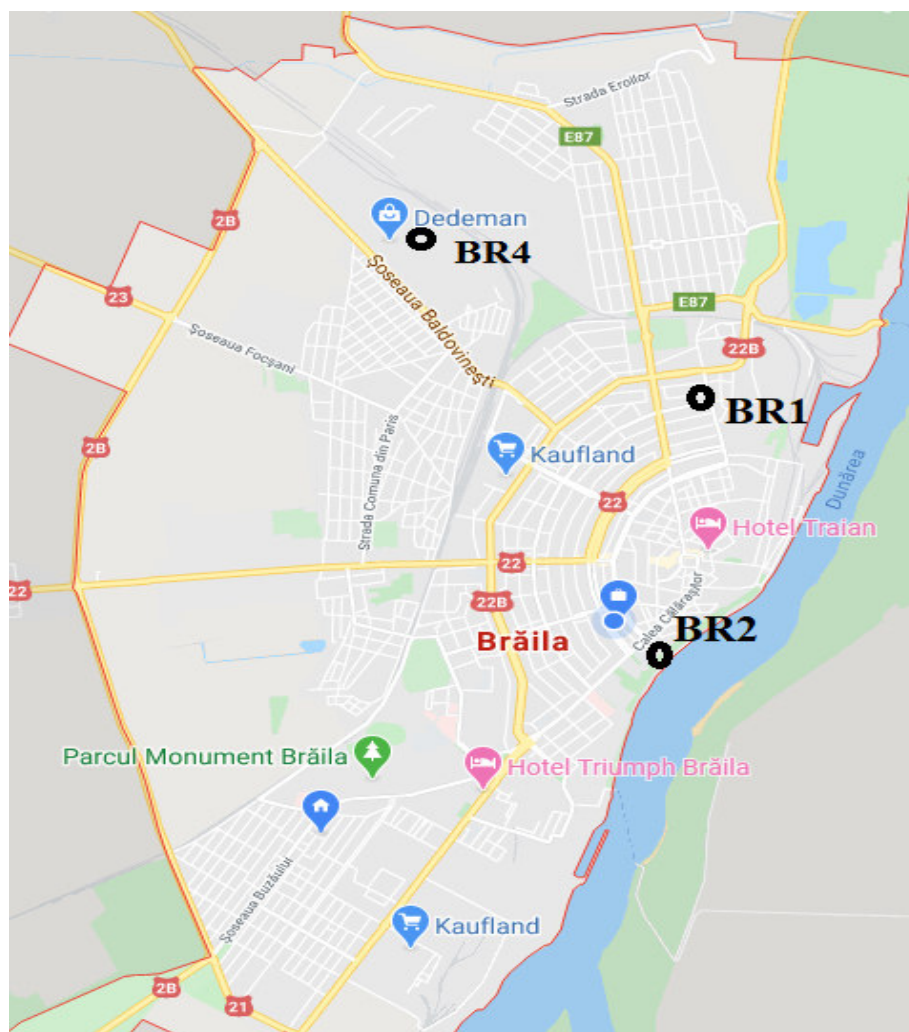 Strada Eroilor
E87
2B
Dedeman
BR4
Șoseaua Baldovinești
23
E87
Șoseaua Focșani
22B
BR1
2B
Strada Comuna din Paris
Kaufland
Dunărea
22
Hotel Traian
22
22
22B
Calea Călărașilor
BR2
Brăila
Parcul Monument Brăila
Hotel Triumph Brăila
Șoseaua Buzăului
Kaufland
2B
21